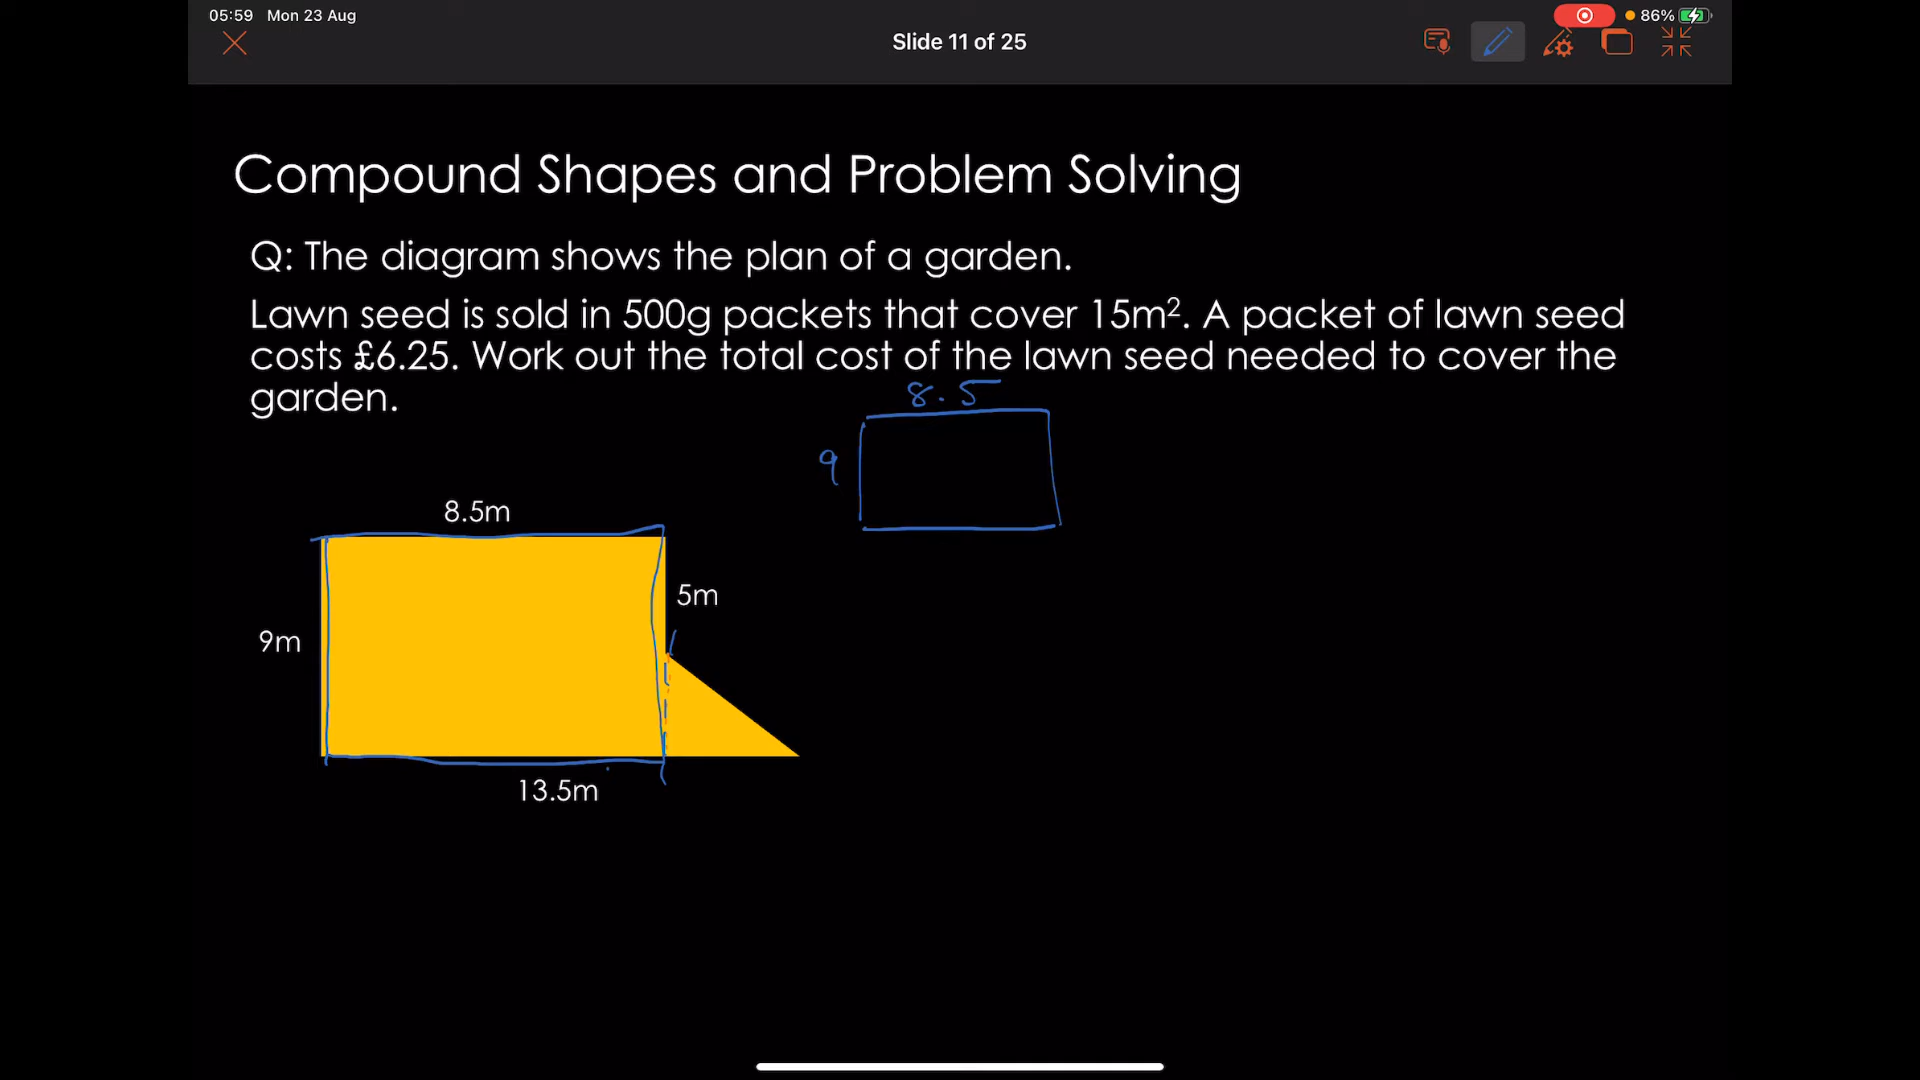 05:59 Mon 23 Aug
86%
Slide 11 of 25
Compound Shapes and Problem Solving
Q: The diagram shows the plan of a garden.
Lawn seed is sold in 500g packets that cover 15m². A packet of lawn seed
costs £6.25. Work out the total cost of the lawn seed needed to cover the
garden.
8.5
9
8.5m
5m
9m
13.5m